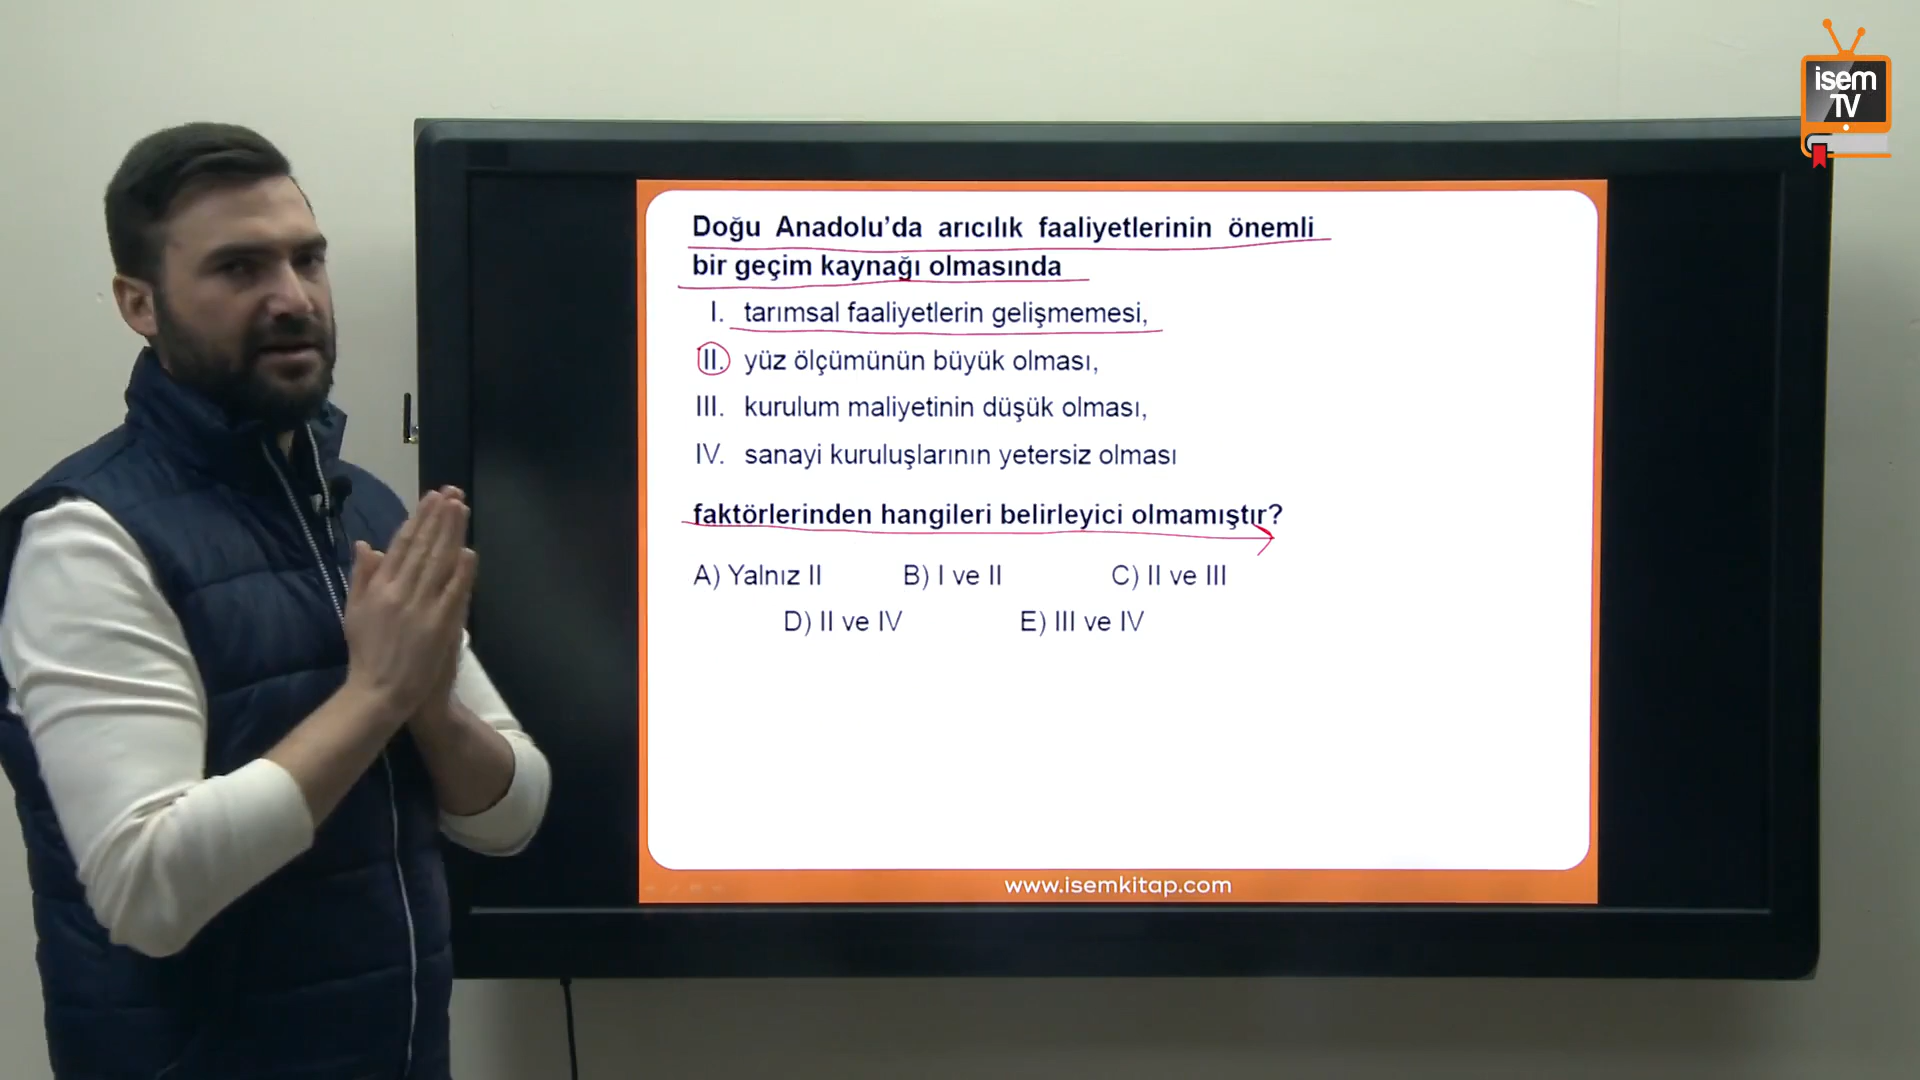 isem
TV
Doğu Anadolu'da arıcılık faaliyetlerinin önemli
bir geçim kaynağı olmasında
I. tarımsal faaliyetlerin gelişmemesi,
II. yüz ölçümünün büyük olması,
III. kurulum maliyetinin düşük olması,
IV. sanayi kuruluşlarının yetersiz olması
faktörlerinden hangileri belirleyici olmamıştır?
A) Yalnız II B) I ve II C) II ve III
D) II ve IV E) III ve IV
www.isemkitap.com